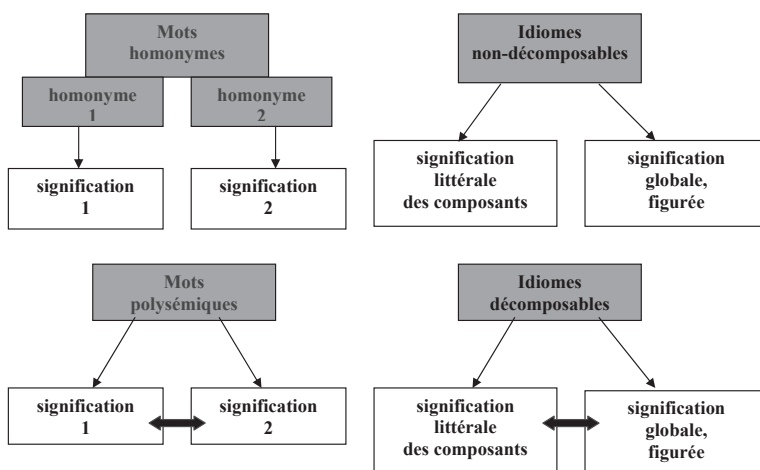 Mots
homonymes
homonyme
1
homonyme
2
signification
1
signification
2
Idiomes
non-décomposables
signification
littérale
des composants
signification
globale,
figurée
Mots
polysémiques
signification
1
signification
2
Idiomes
décomposables
signification
littérale
des composants
signification
globale,
figurée